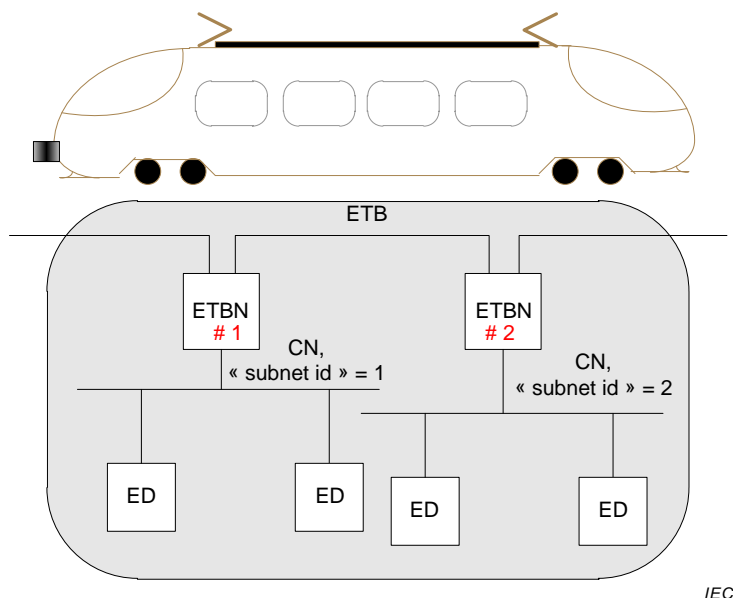 ETB
ETBN
# 1
ETBN
# 2
CN,
« subnet id » = 1
CN,
« subnet id » = 2
ED
ED
ED
ED
IEC